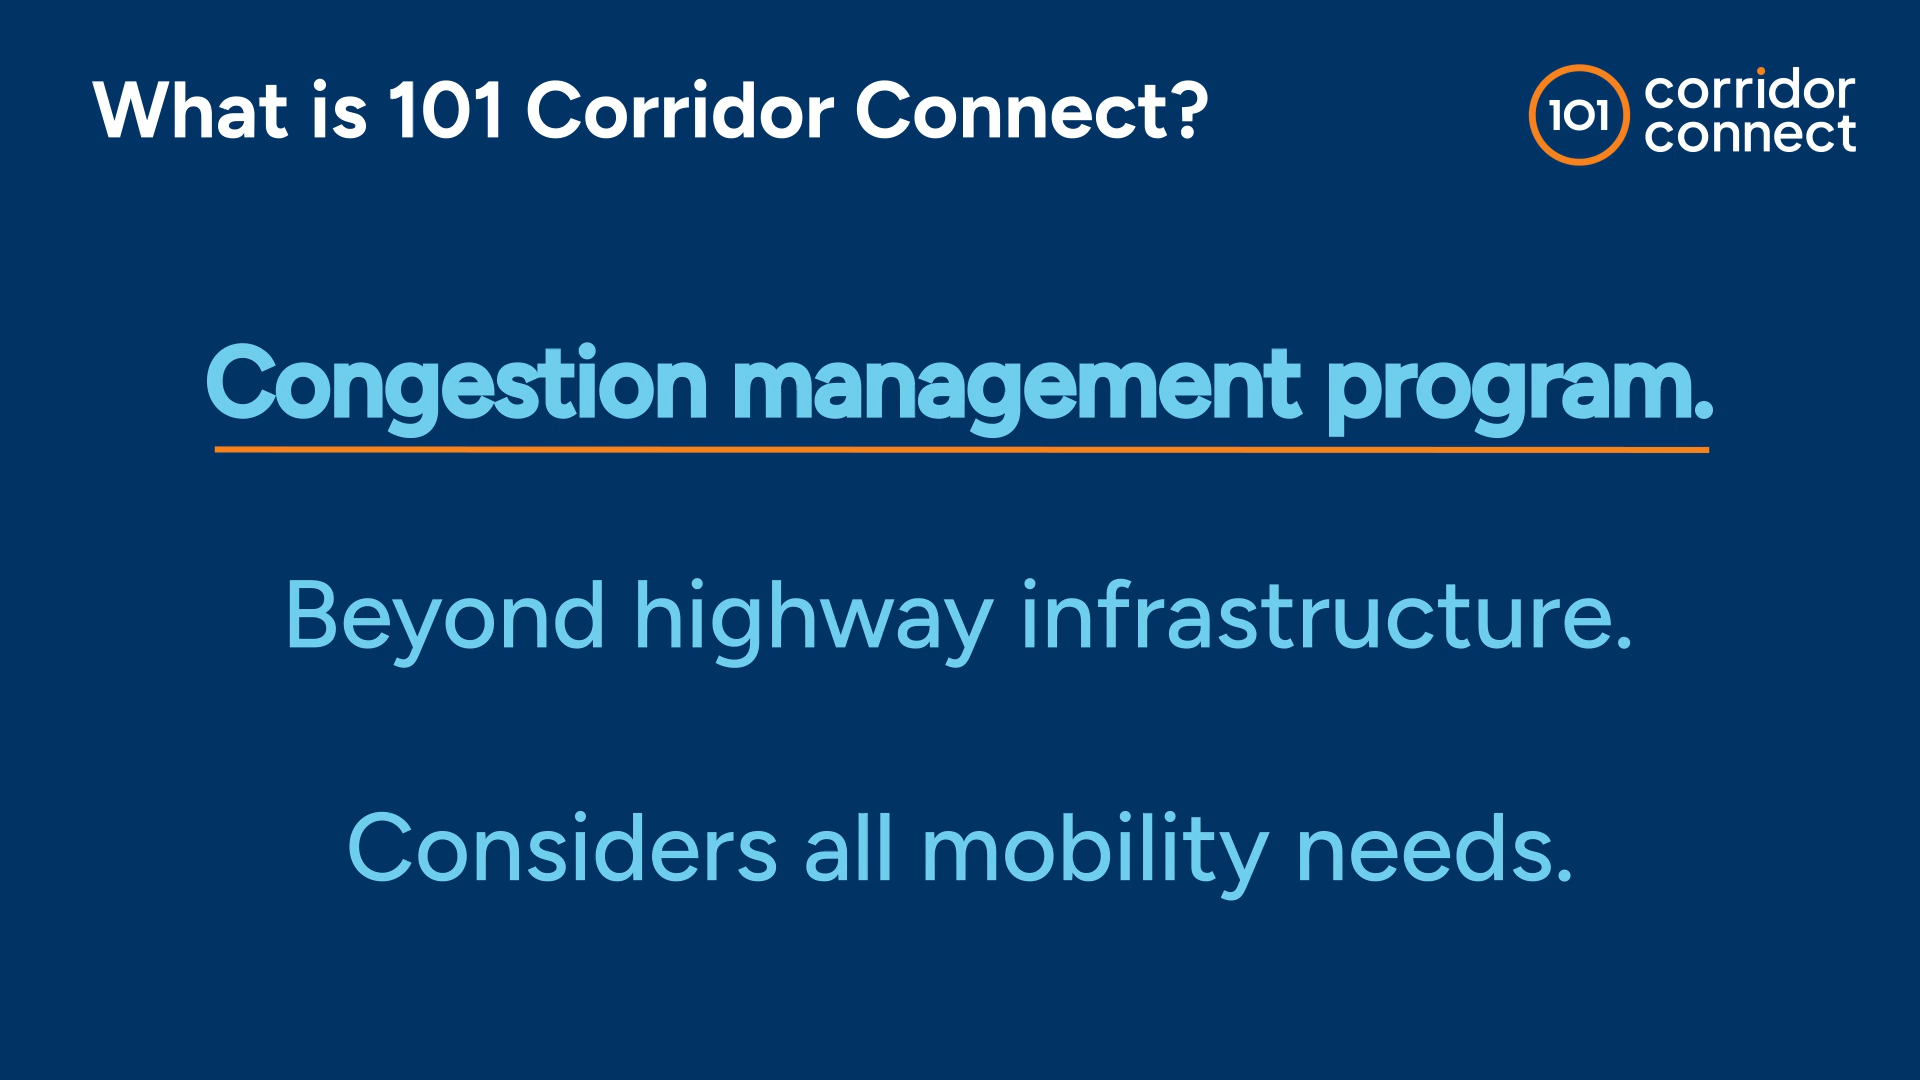 What is 101 Corridor Connect?
101
corridor
connect
Congestion management program.
Beyond highway infrastructure.
Considers all mobility needs.